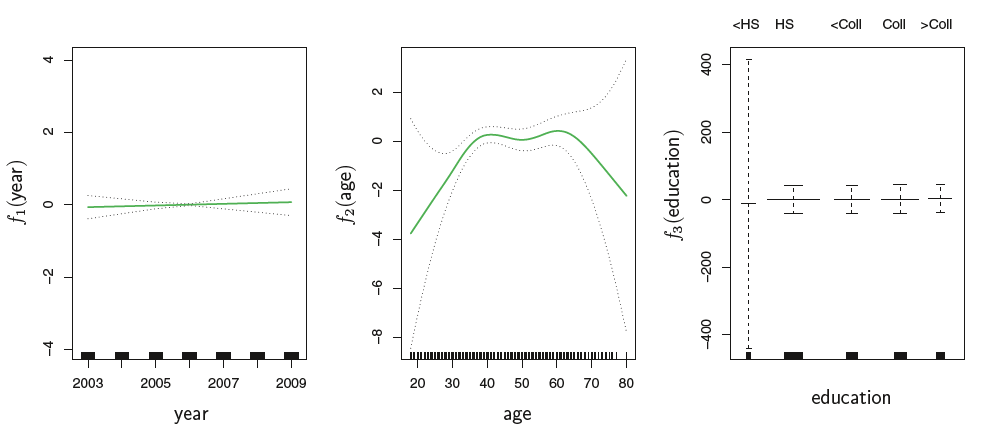 <HS HS <Coll Coll >Coll
f1(year)
4
2
0
−2
−4
2003 2005 2007 2009
year
f2(age)
2
0
−2
−4
−6
−8
20 30 40 50 60 70 80
age
f3(education)
400
200
0
−200
−400
education